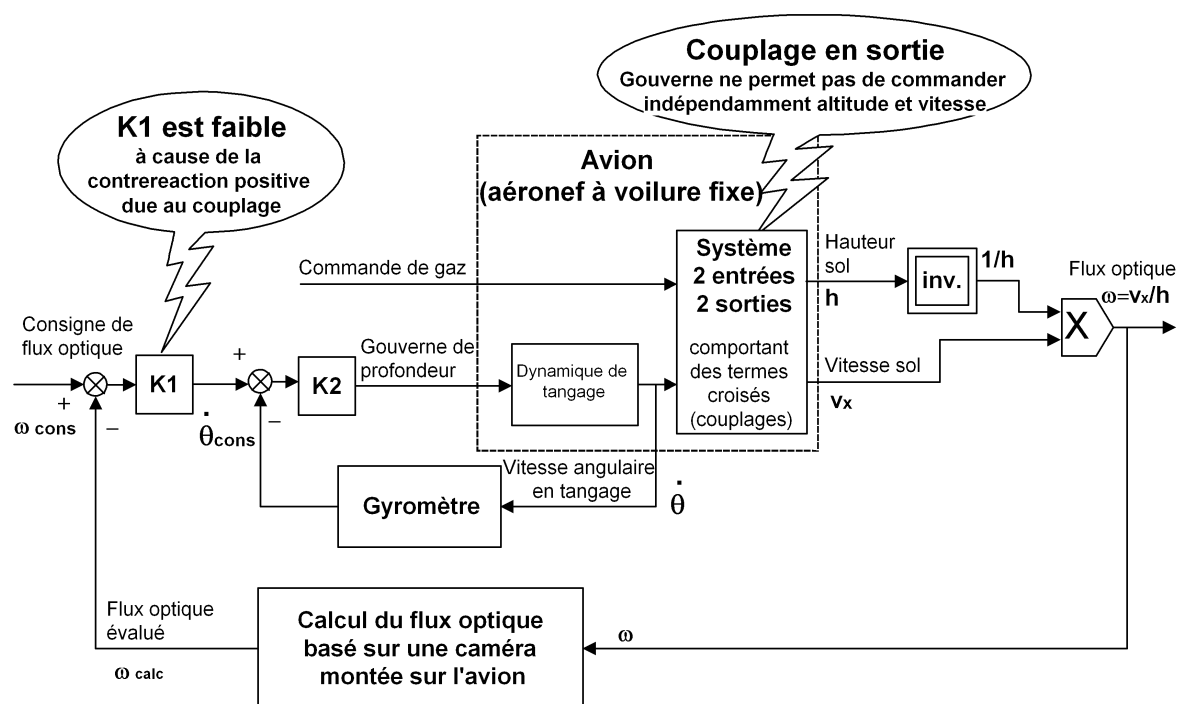 Couplage en sortie
Gouverne ne permet pas de commander
indépendamment altitude et vitesse
K1 est faible
à cause de la
contrereaction positive
due au couplage
Avion
(aéronef à voilure fixe)
Commande de gaz
Système
2 entrées
2 sorties
comportant
des termes
croisés
(couplages)
Hauteur
sol
h
inv.
1/h
Flux optique
ω=vx/h
X
Consigne de
flux optique
+
ω cons
–
K1
θ̇cons
+
–
K2
Gouverne de
profondeur
Dynamique de
tangage
Vitesse sol
vx
Vitesse angulaire
en tangage
θ̇
Gyromètre
Flux optique
évalué
ω calc
Calcul du flux optique
basé sur une caméra
montée sur l'avion
ω